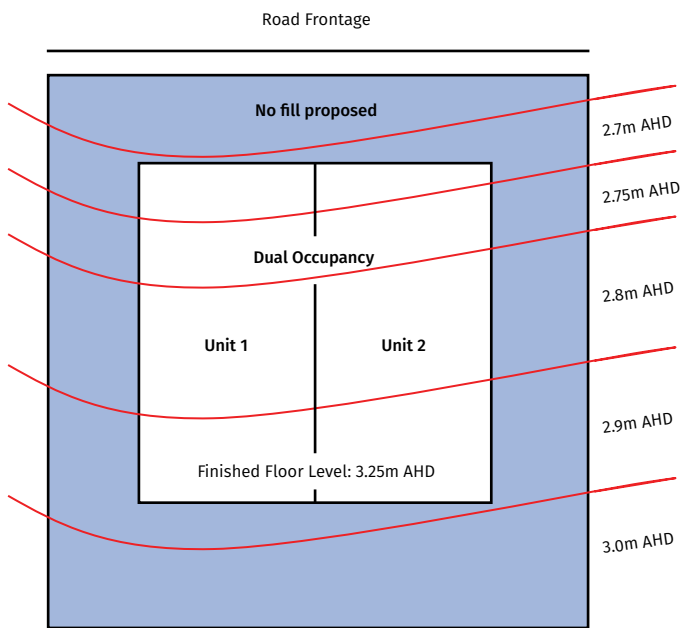 Road Frontage
No fill proposed
2.7m AHD
2.75m AHD
Dual Occupancy
2.8m AHD
Unit 1
Unit 2
2.9m AHD
Finished Floor Level: 3.25m AHD
3.0m AHD